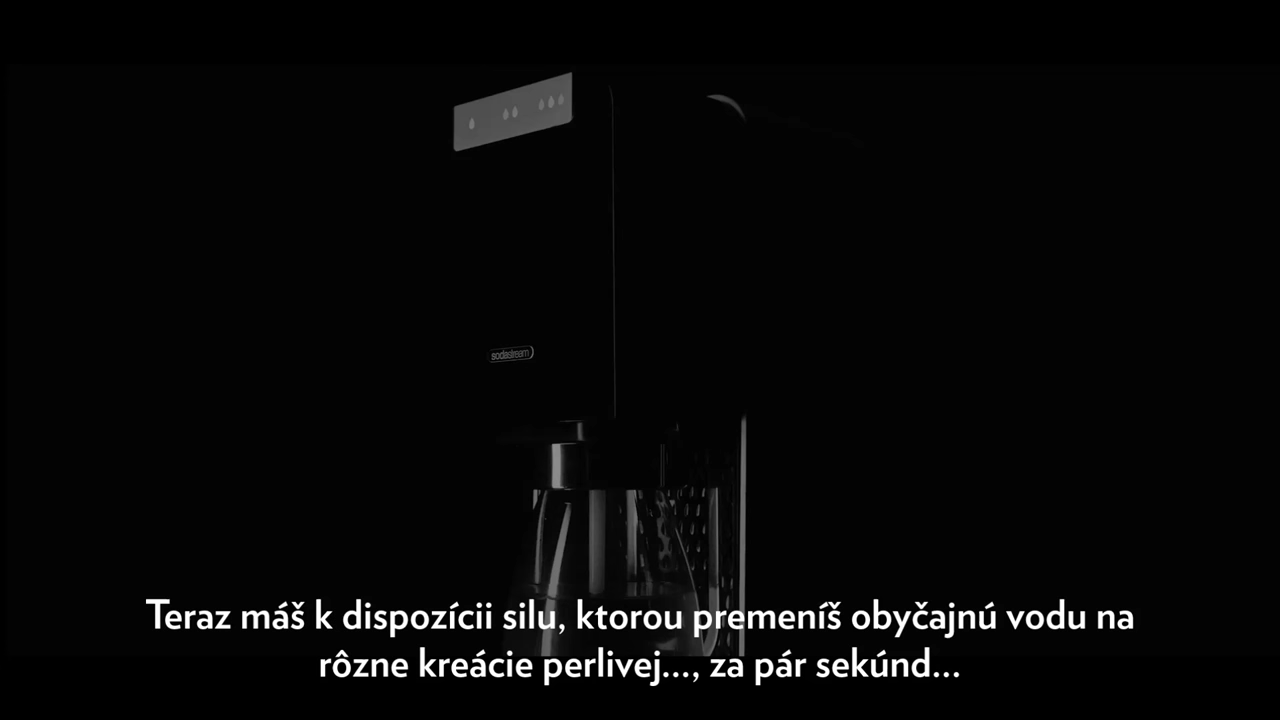 sodastream
Teraz máš k dispozícii silu, ktorou premeníš obyčajnú vodu na
rôzne kreácie perlivej..., za pár sekúnd...